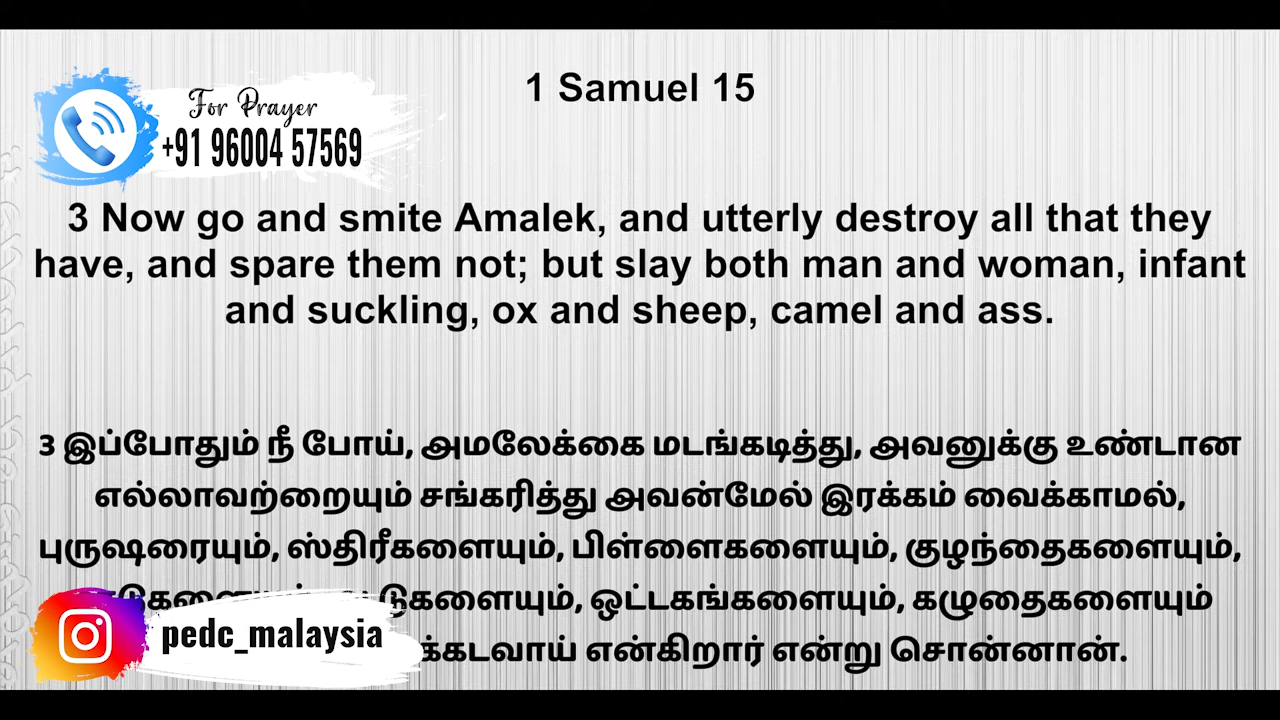 1 Samuel 15
For Prayer
+91 96004 57569
3 Now go and smite Amalek, and utterly destroy all that they
have, and spare them not; but slay both man and woman, infant
and suckling, ox and sheep, camel and ass.
3 இப்போதும் நீ போய், அமலேக்கை மடங்கடித்து, அவனுக்கு உண்டான
எல்லாவற்றையும் சங்கரித்து அவன்மேல் இரக்கம் வைக்காமல்,
புருஷரையும், ஸ்திரீகளையும், பிள்ளைகளையும், குழந்தைகளையும்,
ஒட்டகங்களையும், கழுதைகளையும்
என்கிறார் என்று சொன்னான்.
pedc_malaysia